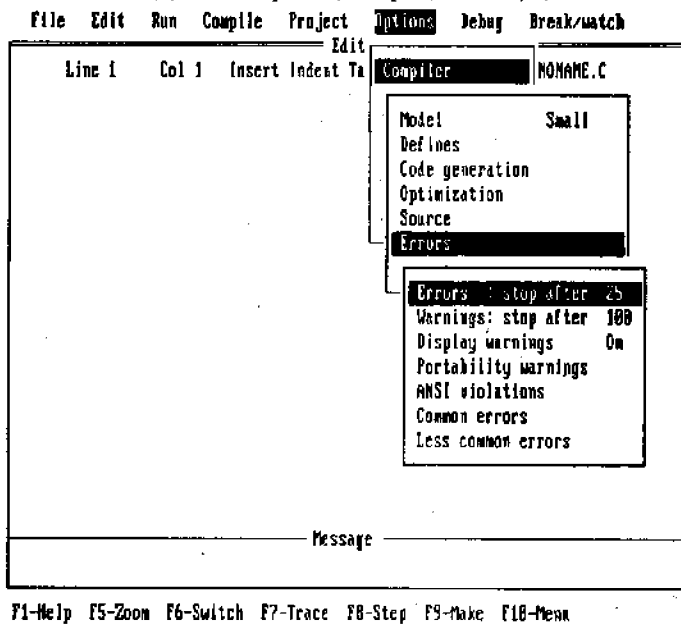 File Edit Run Compile Project Options Debug Break/watch
Edit
Line 1 Col 1 Insert Indent Ta Compiler NONAME.C
Model Small
Defines
Code generation
Optimization
Source
Errors
Errors : stop after 25
Warnings: stop after 100
Display warnings On
Portability warnings
ANSI violations
Common errors
Less common errors
Message
F1-Help F5-Zoom F6-Switch F7-Trace F8-Step F9-Make F10-Menu